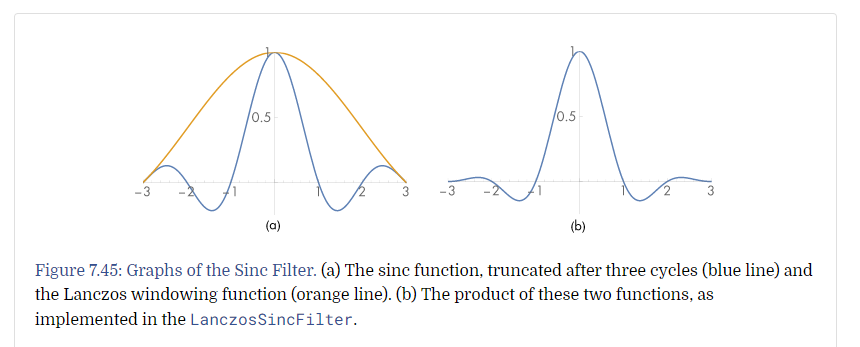 1
0.5
-3 -2 -1 1 2 3
(a)
1
0.5
-3 -2 -1 1 2 3
(b)
Figure 7.45: Graphs of the Sinc Filter. (a) The sinc function, truncated after three cycles (blue line) and
the Lanczos windowing function (orange line). (b) The product of these two functions, as
implemented in the LanczosSincFilter.